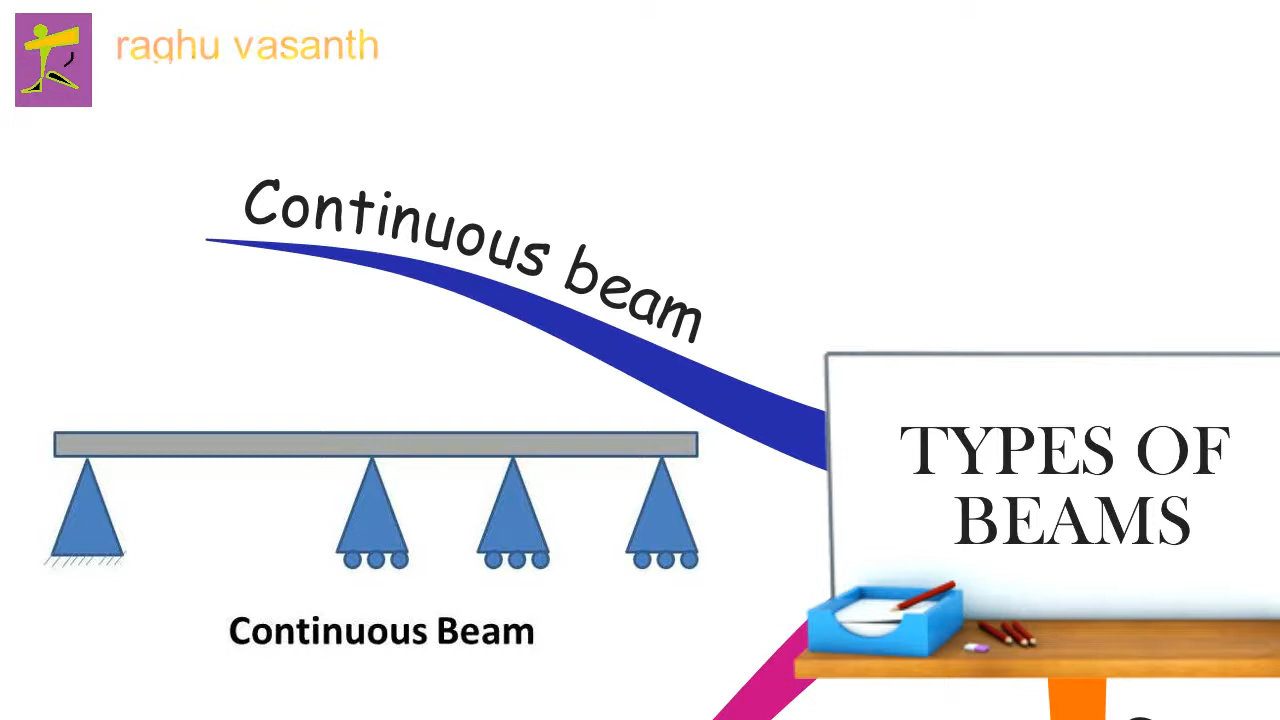 raghu vasanth
Continuous beam
TYPES OF
BEAMS
Continuous Beam